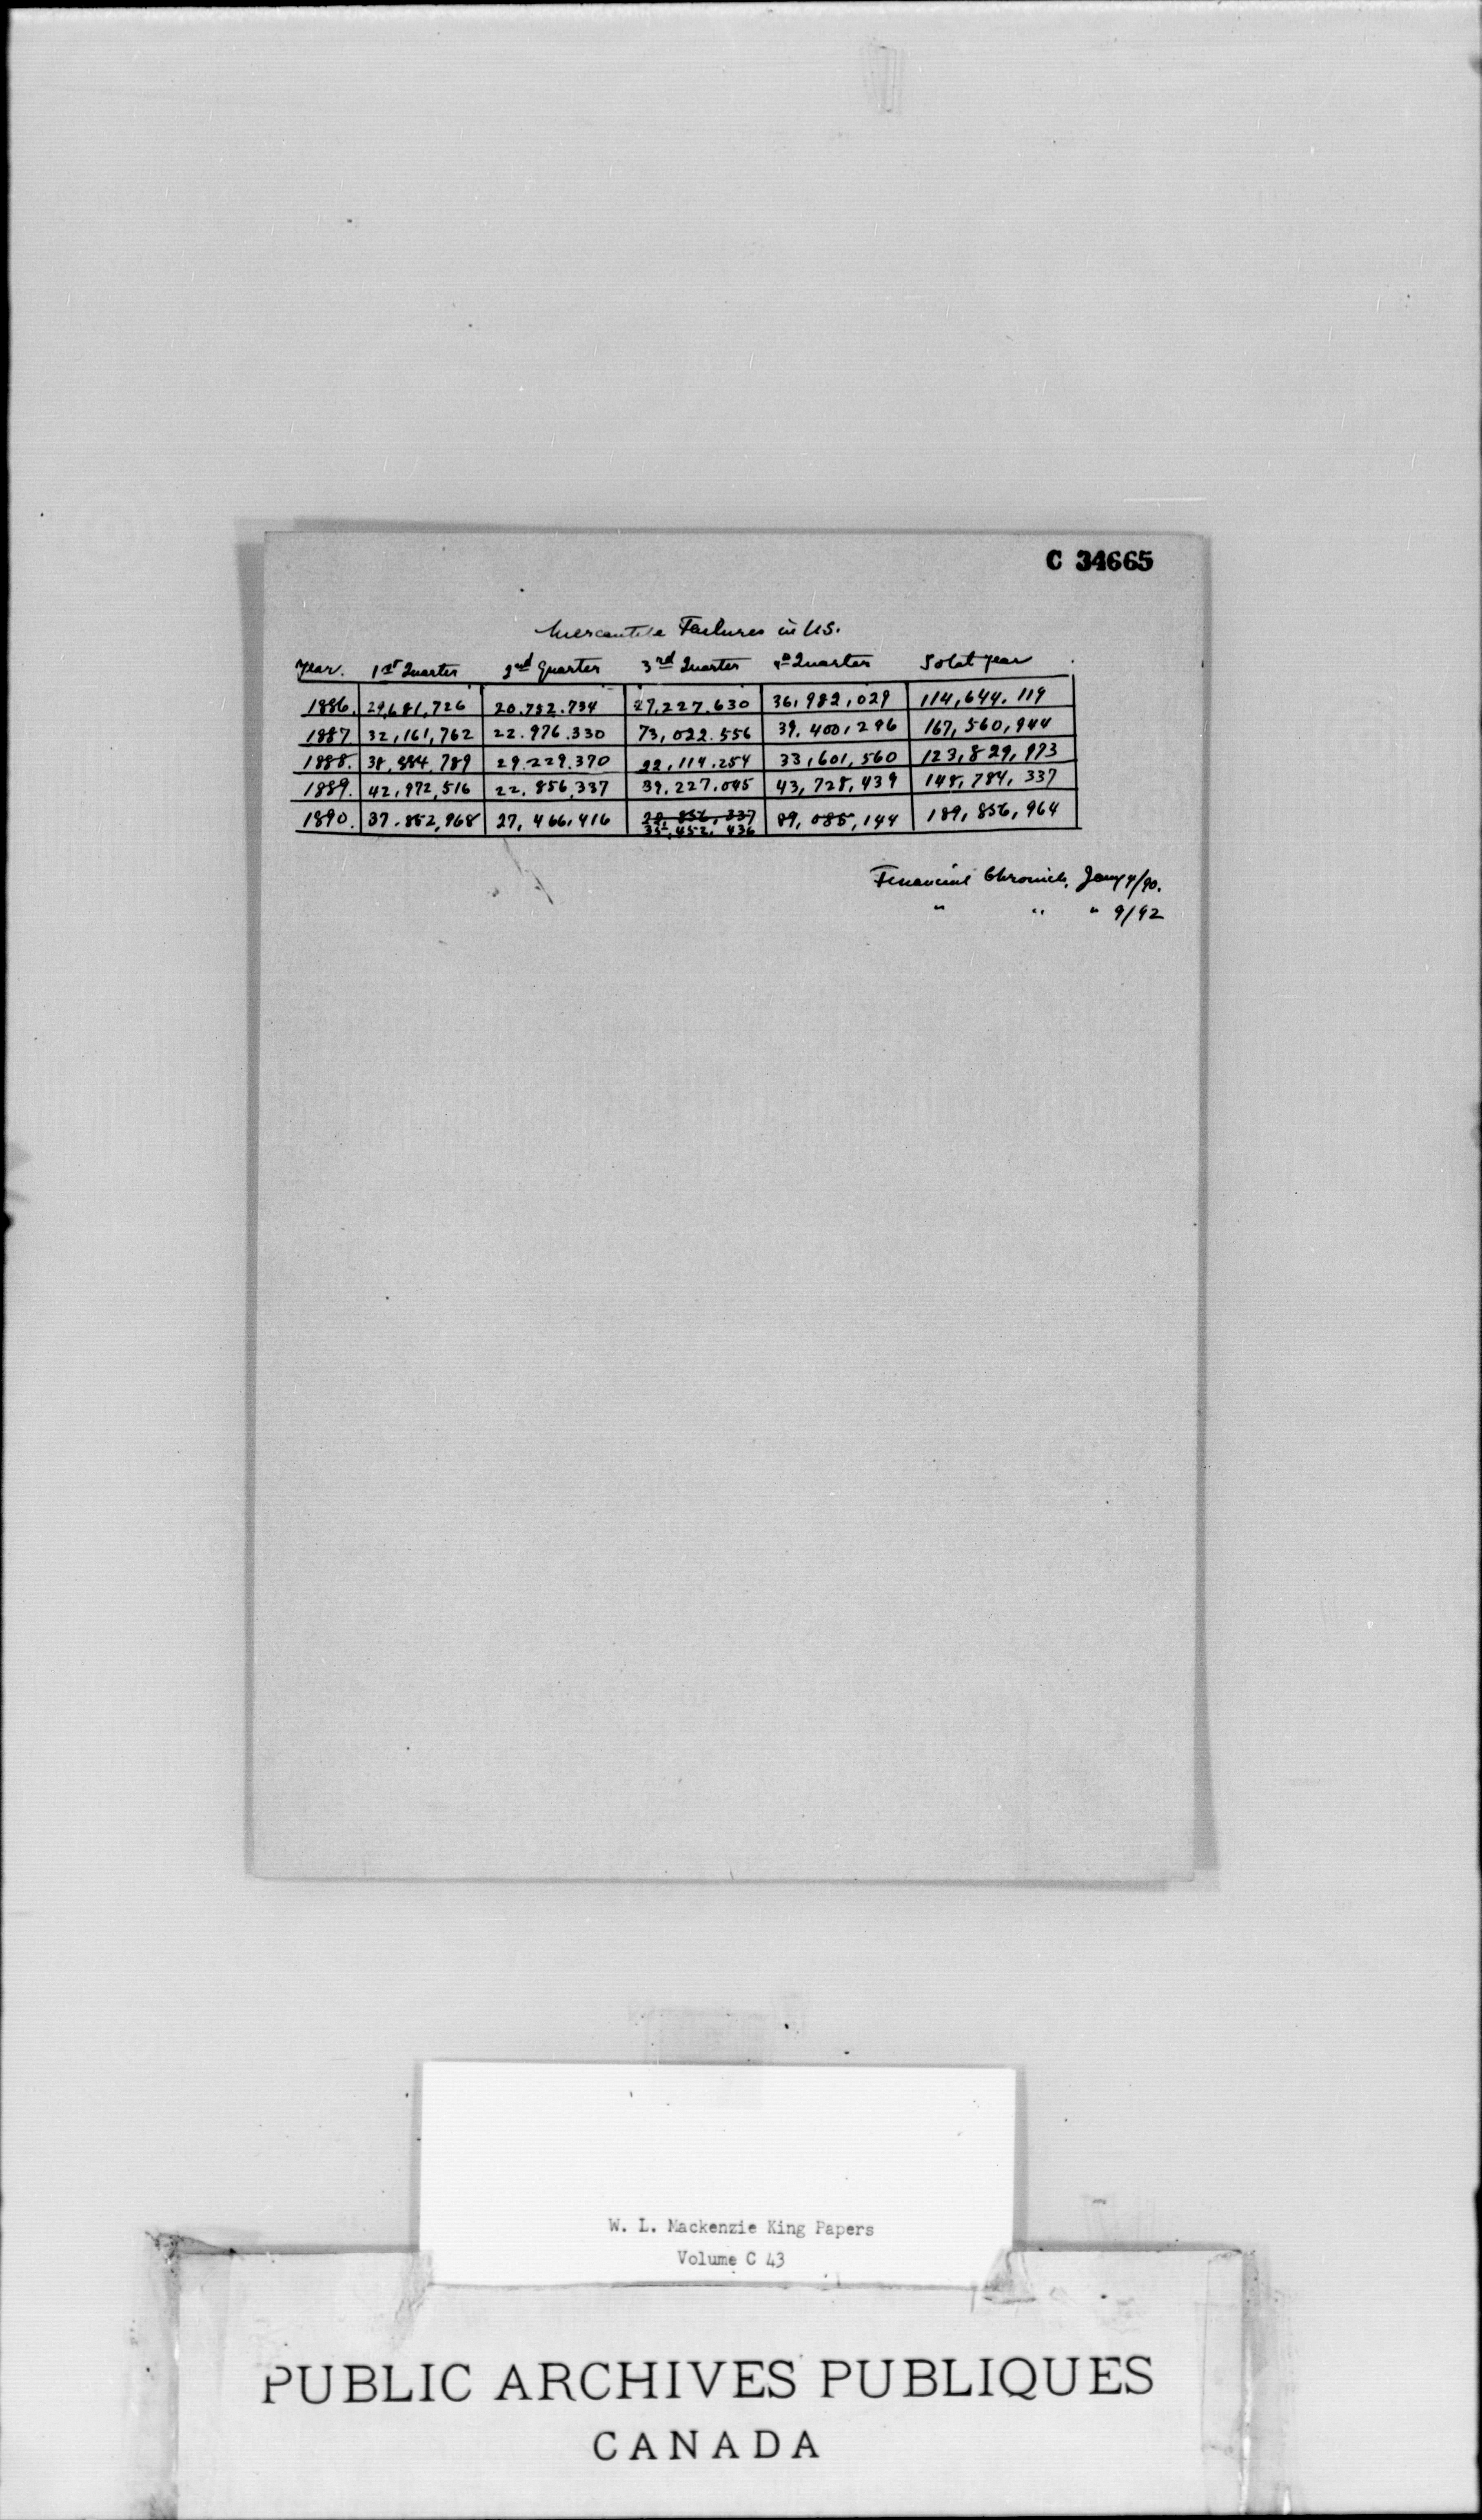 C 34665
Mercantile Failures in U.S.
Year. 1st Quarter 2nd Quarter 3rd Quarter 4th Quarter Total year
1886. 29,681,726 20.752.734 27,227.630 36,982,029 114,644,119
1887 32,161,762 22.976.330 73,022.556 39,400,296 167,560,944
1888. 38,884,789 29.229.370 22,114.254 33,601,560 123,829,973
1889. 42,972,516 22,856,337 39.227.045 43,728,439 148,784,337
1890. 37.852,968 27,466,416 22,856,337 89,085,144 189,856,964
35,452,436
Financial Chronicle, Jany 4/90.
" " " 9/92
W. L. Mackenzie King Papers
Volume C 43
PUBLIC ARCHIVES PUBLIQUES
CANADA